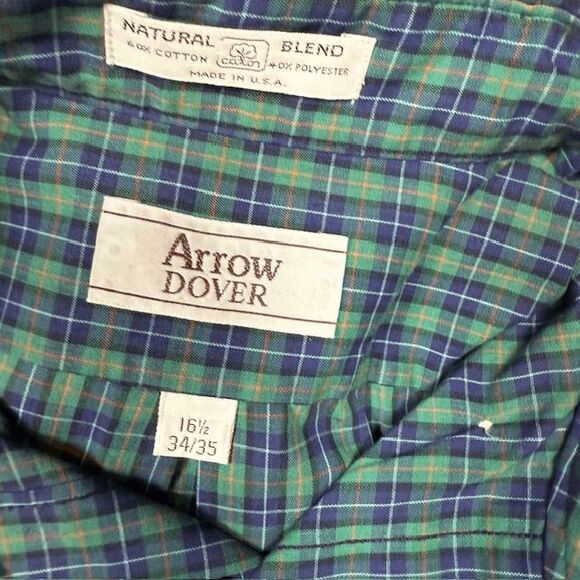 NATURAL BLEND
60% COTTON cotton 40% POLYESTER
MADE IN U.S.A.
Arrow
DOVER
16½
34/35